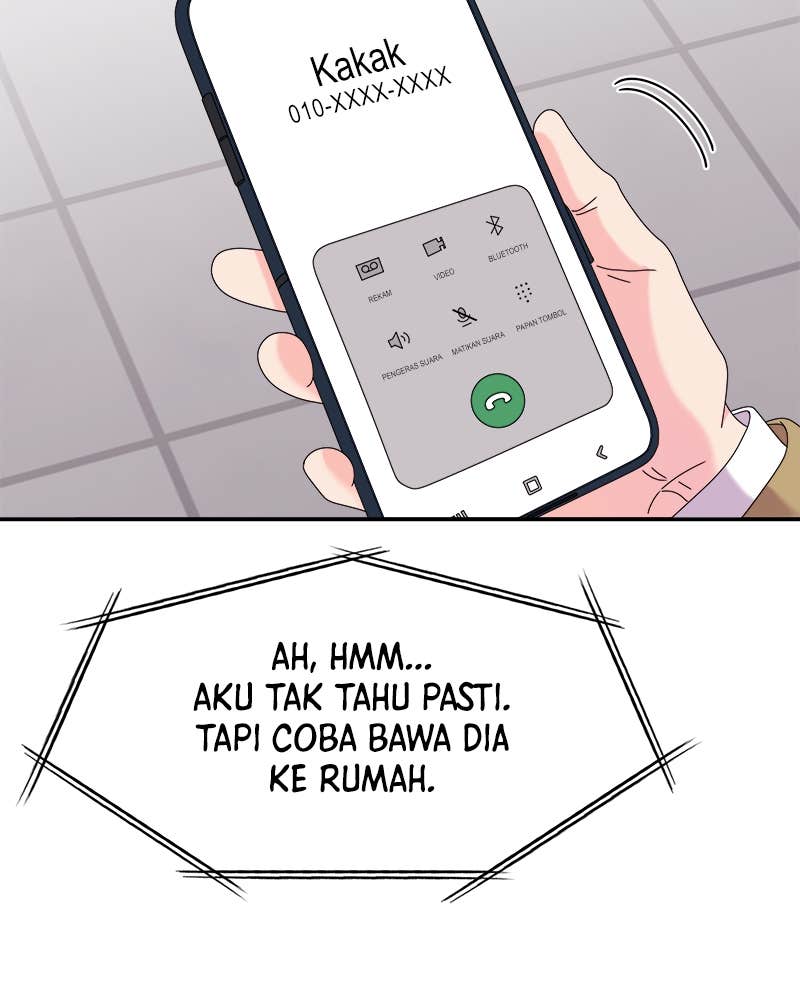 Kakak
010-XXXX-XXXX
REKAM
VIDEO
BLUETOOTH
PENGERAS SUARA
MATIKAN SUARA
PAPAN TOMBOL
AH, HMM...
AKU TAK TAHU PASTI.
TAPI COBA BAWA DIA
KE RUMAH.